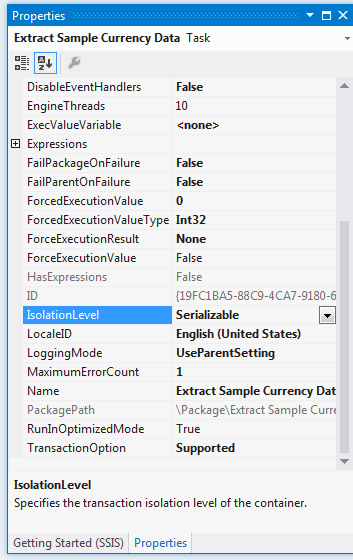 Properties
Extract Sample Currency Data Task
DisableEventHandlers False
EngineThreads 10
ExecValueVariable <none>
Expressions
FailPackageOnFailure False
FailParentOnFailure False
ForcedExecutionValue 0
ForcedExecutionValueType Int32
ForceExecutionResult None
ForceExecutionValue False
HasExpressions False
ID {19FC1BA5-88C9-4CA7-9180-6
IsolationLevel Serializable
LocaleID English (United States)
LoggingMode UseParentSetting
MaximumErrorCount 1
Name Extract Sample Currency Dat
PackagePath \Package\Extract Sample Curre
RunInOptimizedMode True
TransactionOption Supported
IsolationLevel
Specifies the transaction isolation level of the container.
Getting Started (SSIS) Properties